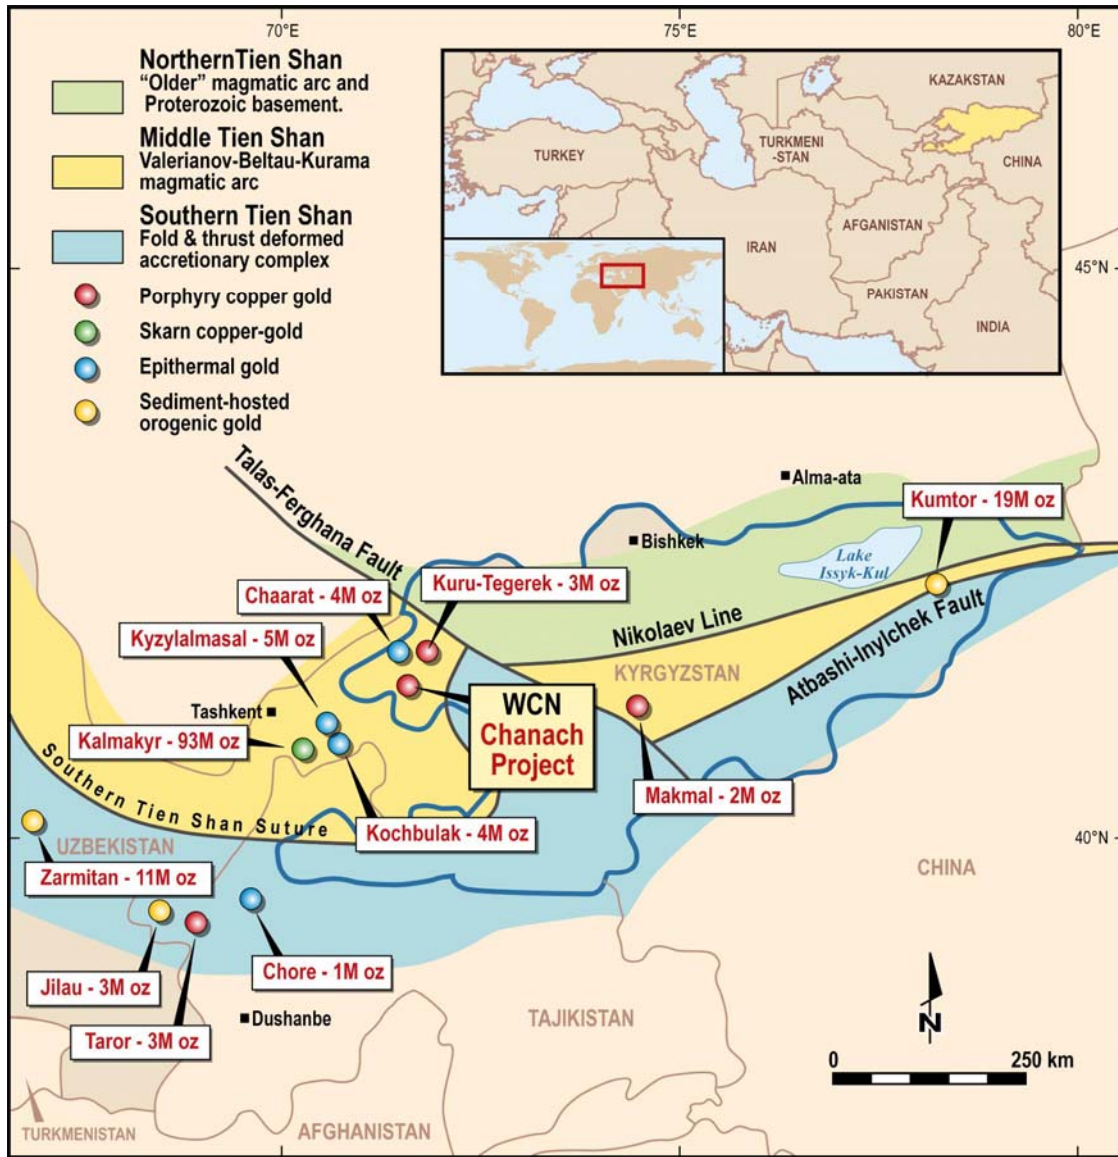 70°E
75°E
80°E
NorthernTien Shan
“Older” magmatic arc and
Proterozoic basement.
Middle Tien Shan
Valerianov-Beltau-Kurama
magmatic arc
Southern Tien Shan
Fold & thrust deformed
accretionary complex
Porphyry copper gold
Skarn copper-gold
Epithermal gold
Sediment-hosted
orogenic gold
KAZAKSTAN
TURKEY
TURKMENI
-STAN
CHINA
AFGANISTAN
IRAN
PAKISTAN
INDIA
45°N
Talas-Ferghana Fault
Alma-ata
Kumtor - 19M oz
Bishkek
Lake
Issyk-Kul
Kuru-Tegerek - 3M oz
Chaarat - 4M oz
Nikolaev Line
Kyzylalmasal - 5M oz
KYRGYZSTAN
Atbashi-Inylchek Fault
WCN
Chanach
Project
Tashkent
Kalmakyr - 93M oz
Makmal - 2M oz
Southern Tien Shan Suture
Kochbulak - 4M oz
40°N
UZBEKISTAN
Zarmitan - 11M oz
CHINA
Chore - 1M oz
Jilau - 3M oz
Dushanbe
TAJIKISTAN
Taror - 3M oz
N
0
250 km
TURKMENISTAN
AFGHANISTAN